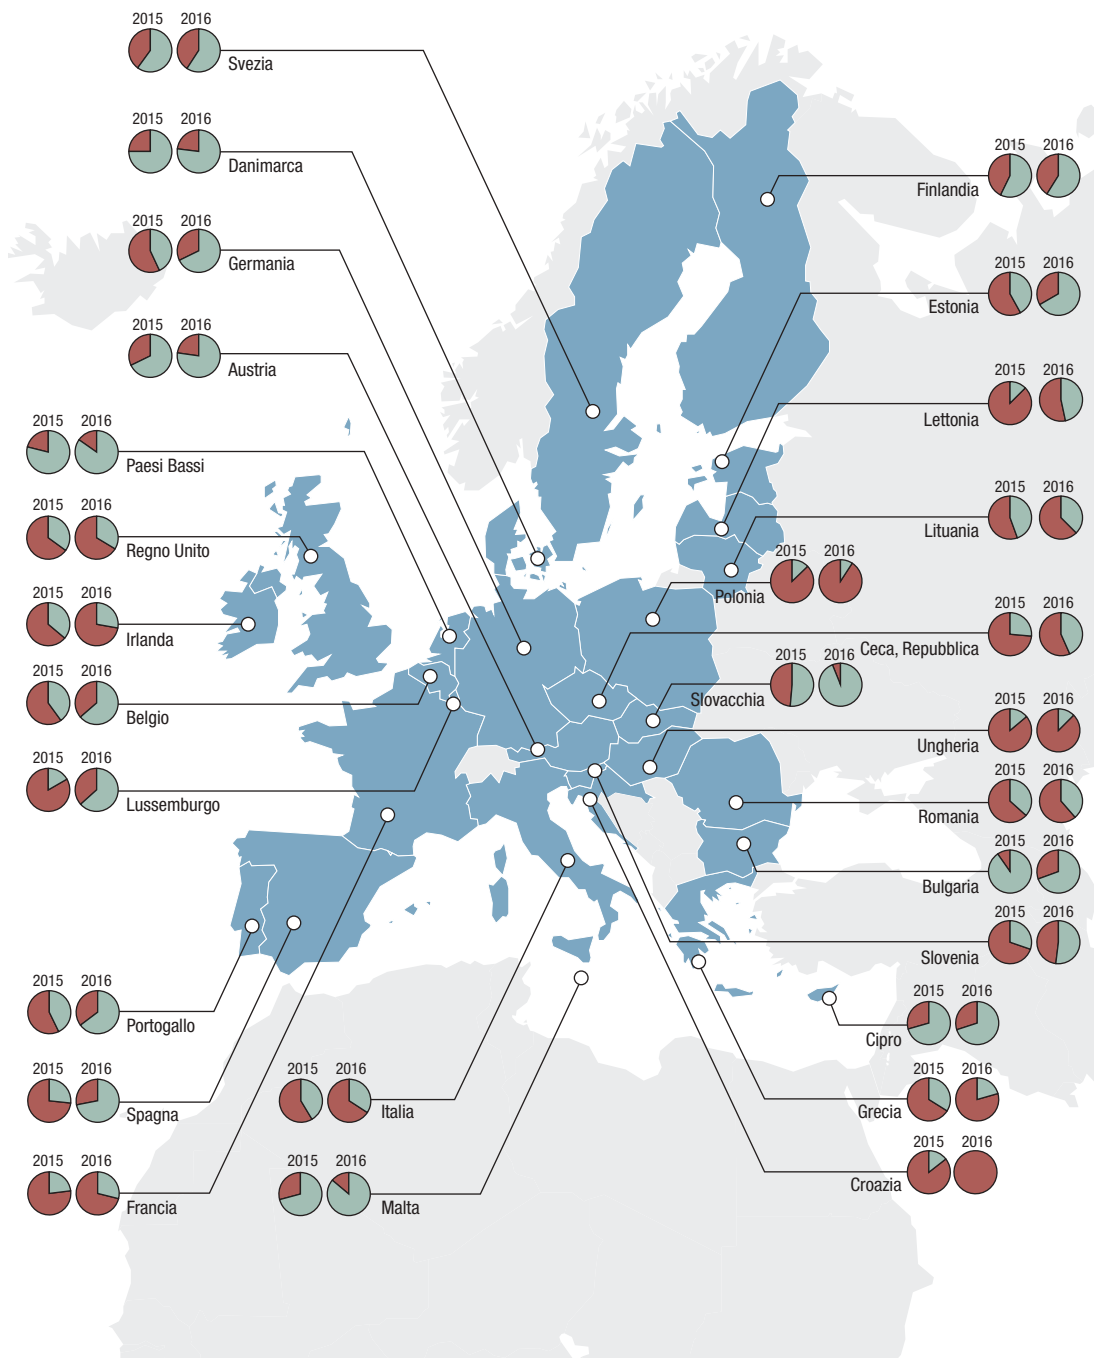 2015 2016
Svezia
2015 2016
Danimarca
2015 2016
Germania
2015 2016
Austria
2015 2016
Paesi Bassi
2015 2016
Regno Unito
2015 2016
Irlanda
2015 2016
Belgio
2015 2016
Lussemburgo
2015 2016
Portogallo
2015 2016
Spagna
2015 2016
Francia
2015 2016
Italia
2015 2016
Malta
2015 2016
Finlandia
2015 2016
Estonia
2015 2016
Lettonia
2015 2016
Lituania
2015 2016
Polonia
2015 2016
Ceca, Repubblica
2015 2016
Slovacchia
2015 2016
Ungheria
2015 2016
Romania
2015 2016
Bulgaria
2015 2016
Slovenia
2015 2016
Cipro
2015 2016
Grecia
2015 2016
Croazia